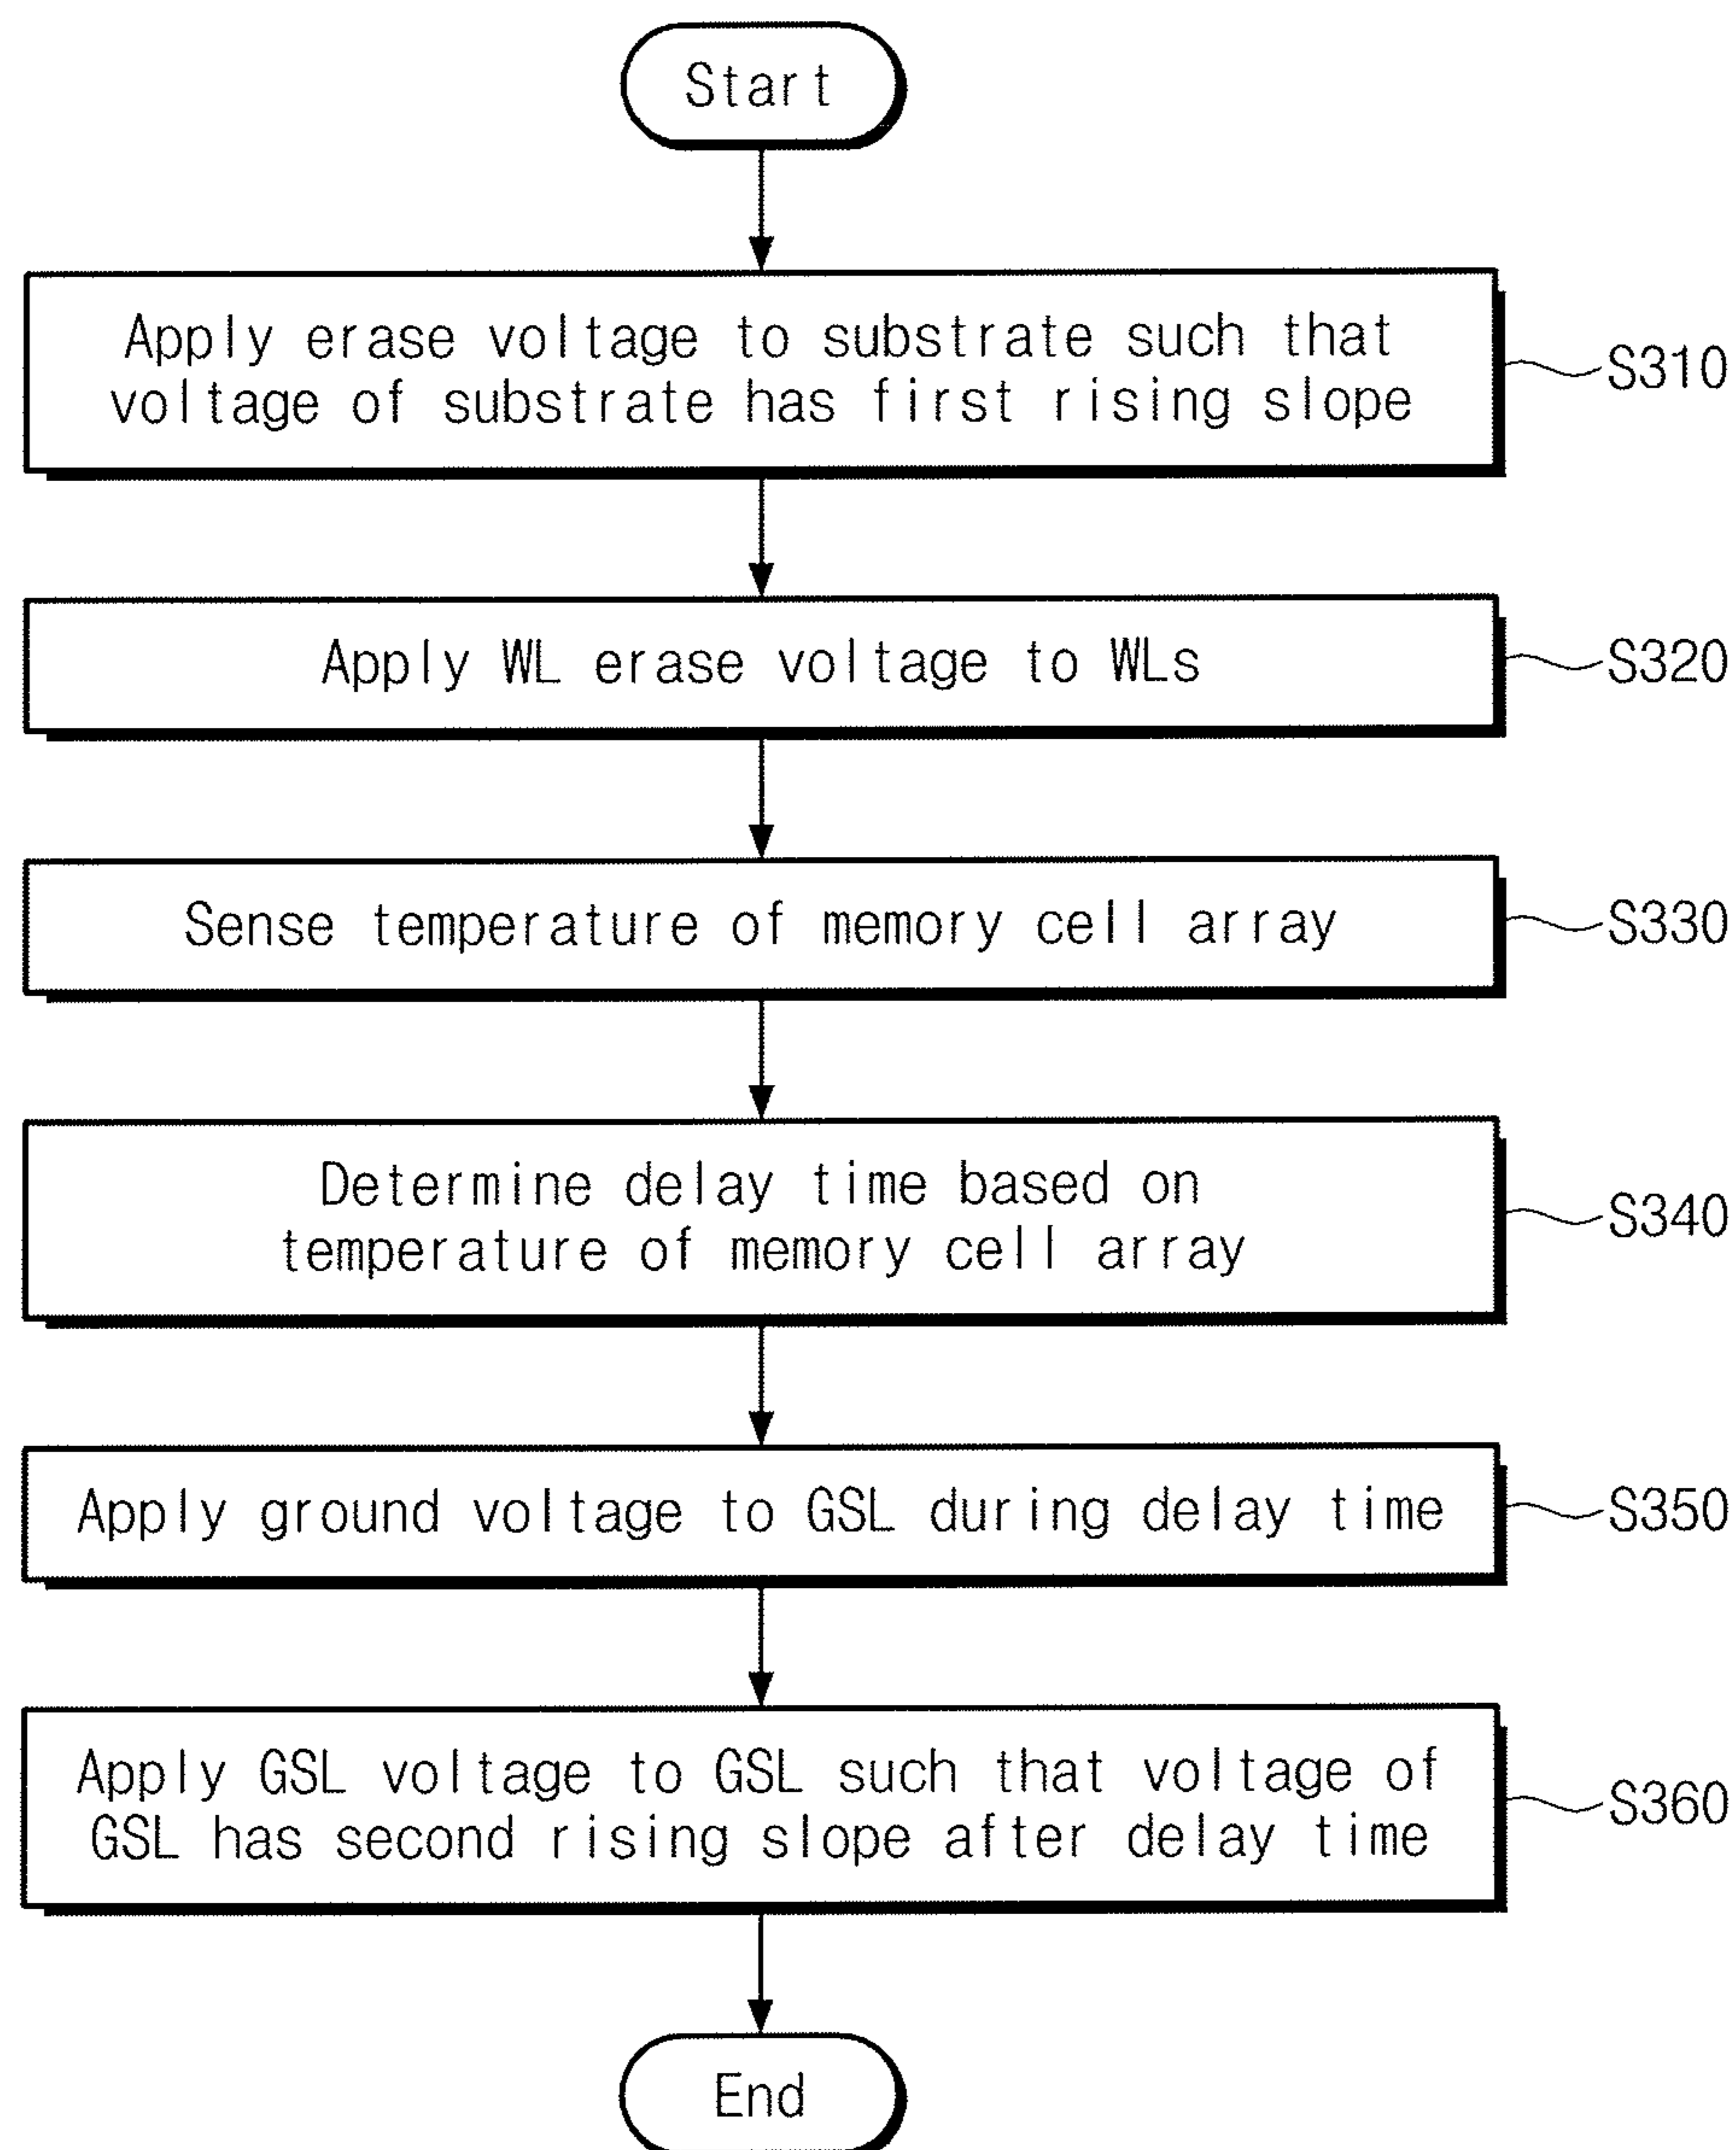 Start
Apply erase voltage to substrate such that
voltage of substrate has first rising slope
S310
Apply WL erase voltage to WLs
S320
Sense temperature of memory cell array
S330
Determine delay time based on
temperature of memory cell array
S340
Apply ground voltage to GSL during delay time
S350
Apply GSL voltage to GSL such that voltage of
GSL has second rising slope after delay time
S360
End